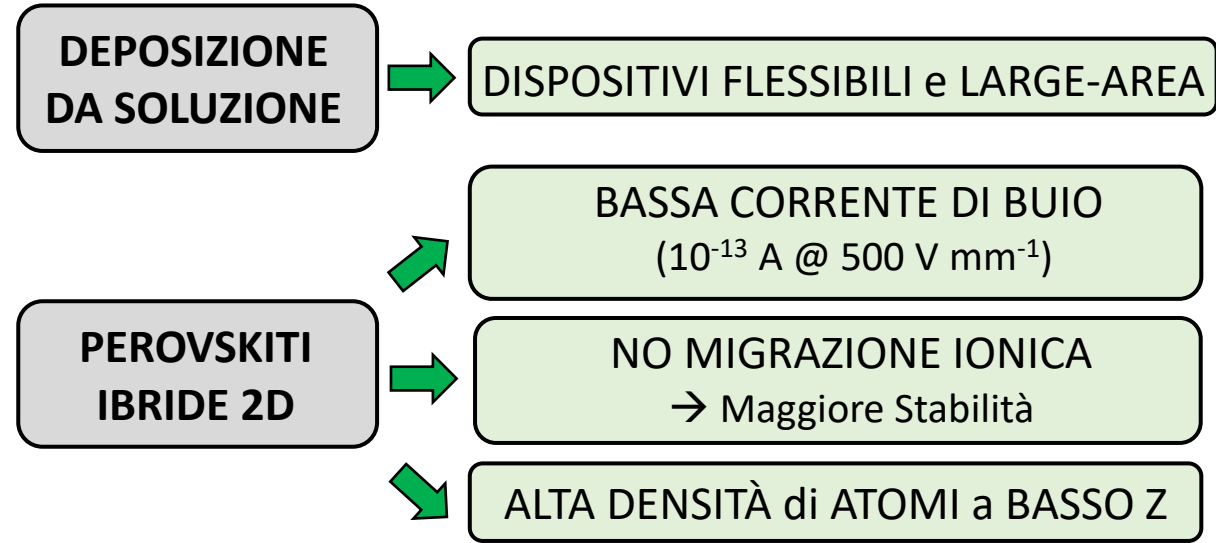 DEPOSIZIONE
DA SOLUZIONE
DISPOSITIVI FLESSIBILI e LARGE-AREA
PEROVSKITI
IBRIDE 2D
BASSA CORRENTE DI BUIO
(10⁻¹³ A @ 500 V mm⁻¹)
NO MIGRAZIONE IONICA
→ Maggiore Stabilità
ALTA DENSITÀ di ATOMI a BASSO Z